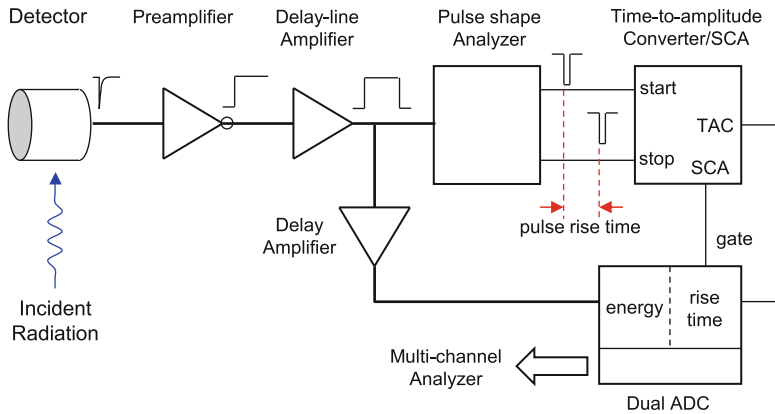 Detector
Preamplifier
Delay-line
Amplifier
Pulse shape
Analyzer
Time-to-amplitude
Converter/SCA
start
TAC
stop
SCA
pulse rise time
Delay
Amplifier
gate
Incident
Radiation
energy
rise
time
Multi-channel
Analyzer
Dual ADC